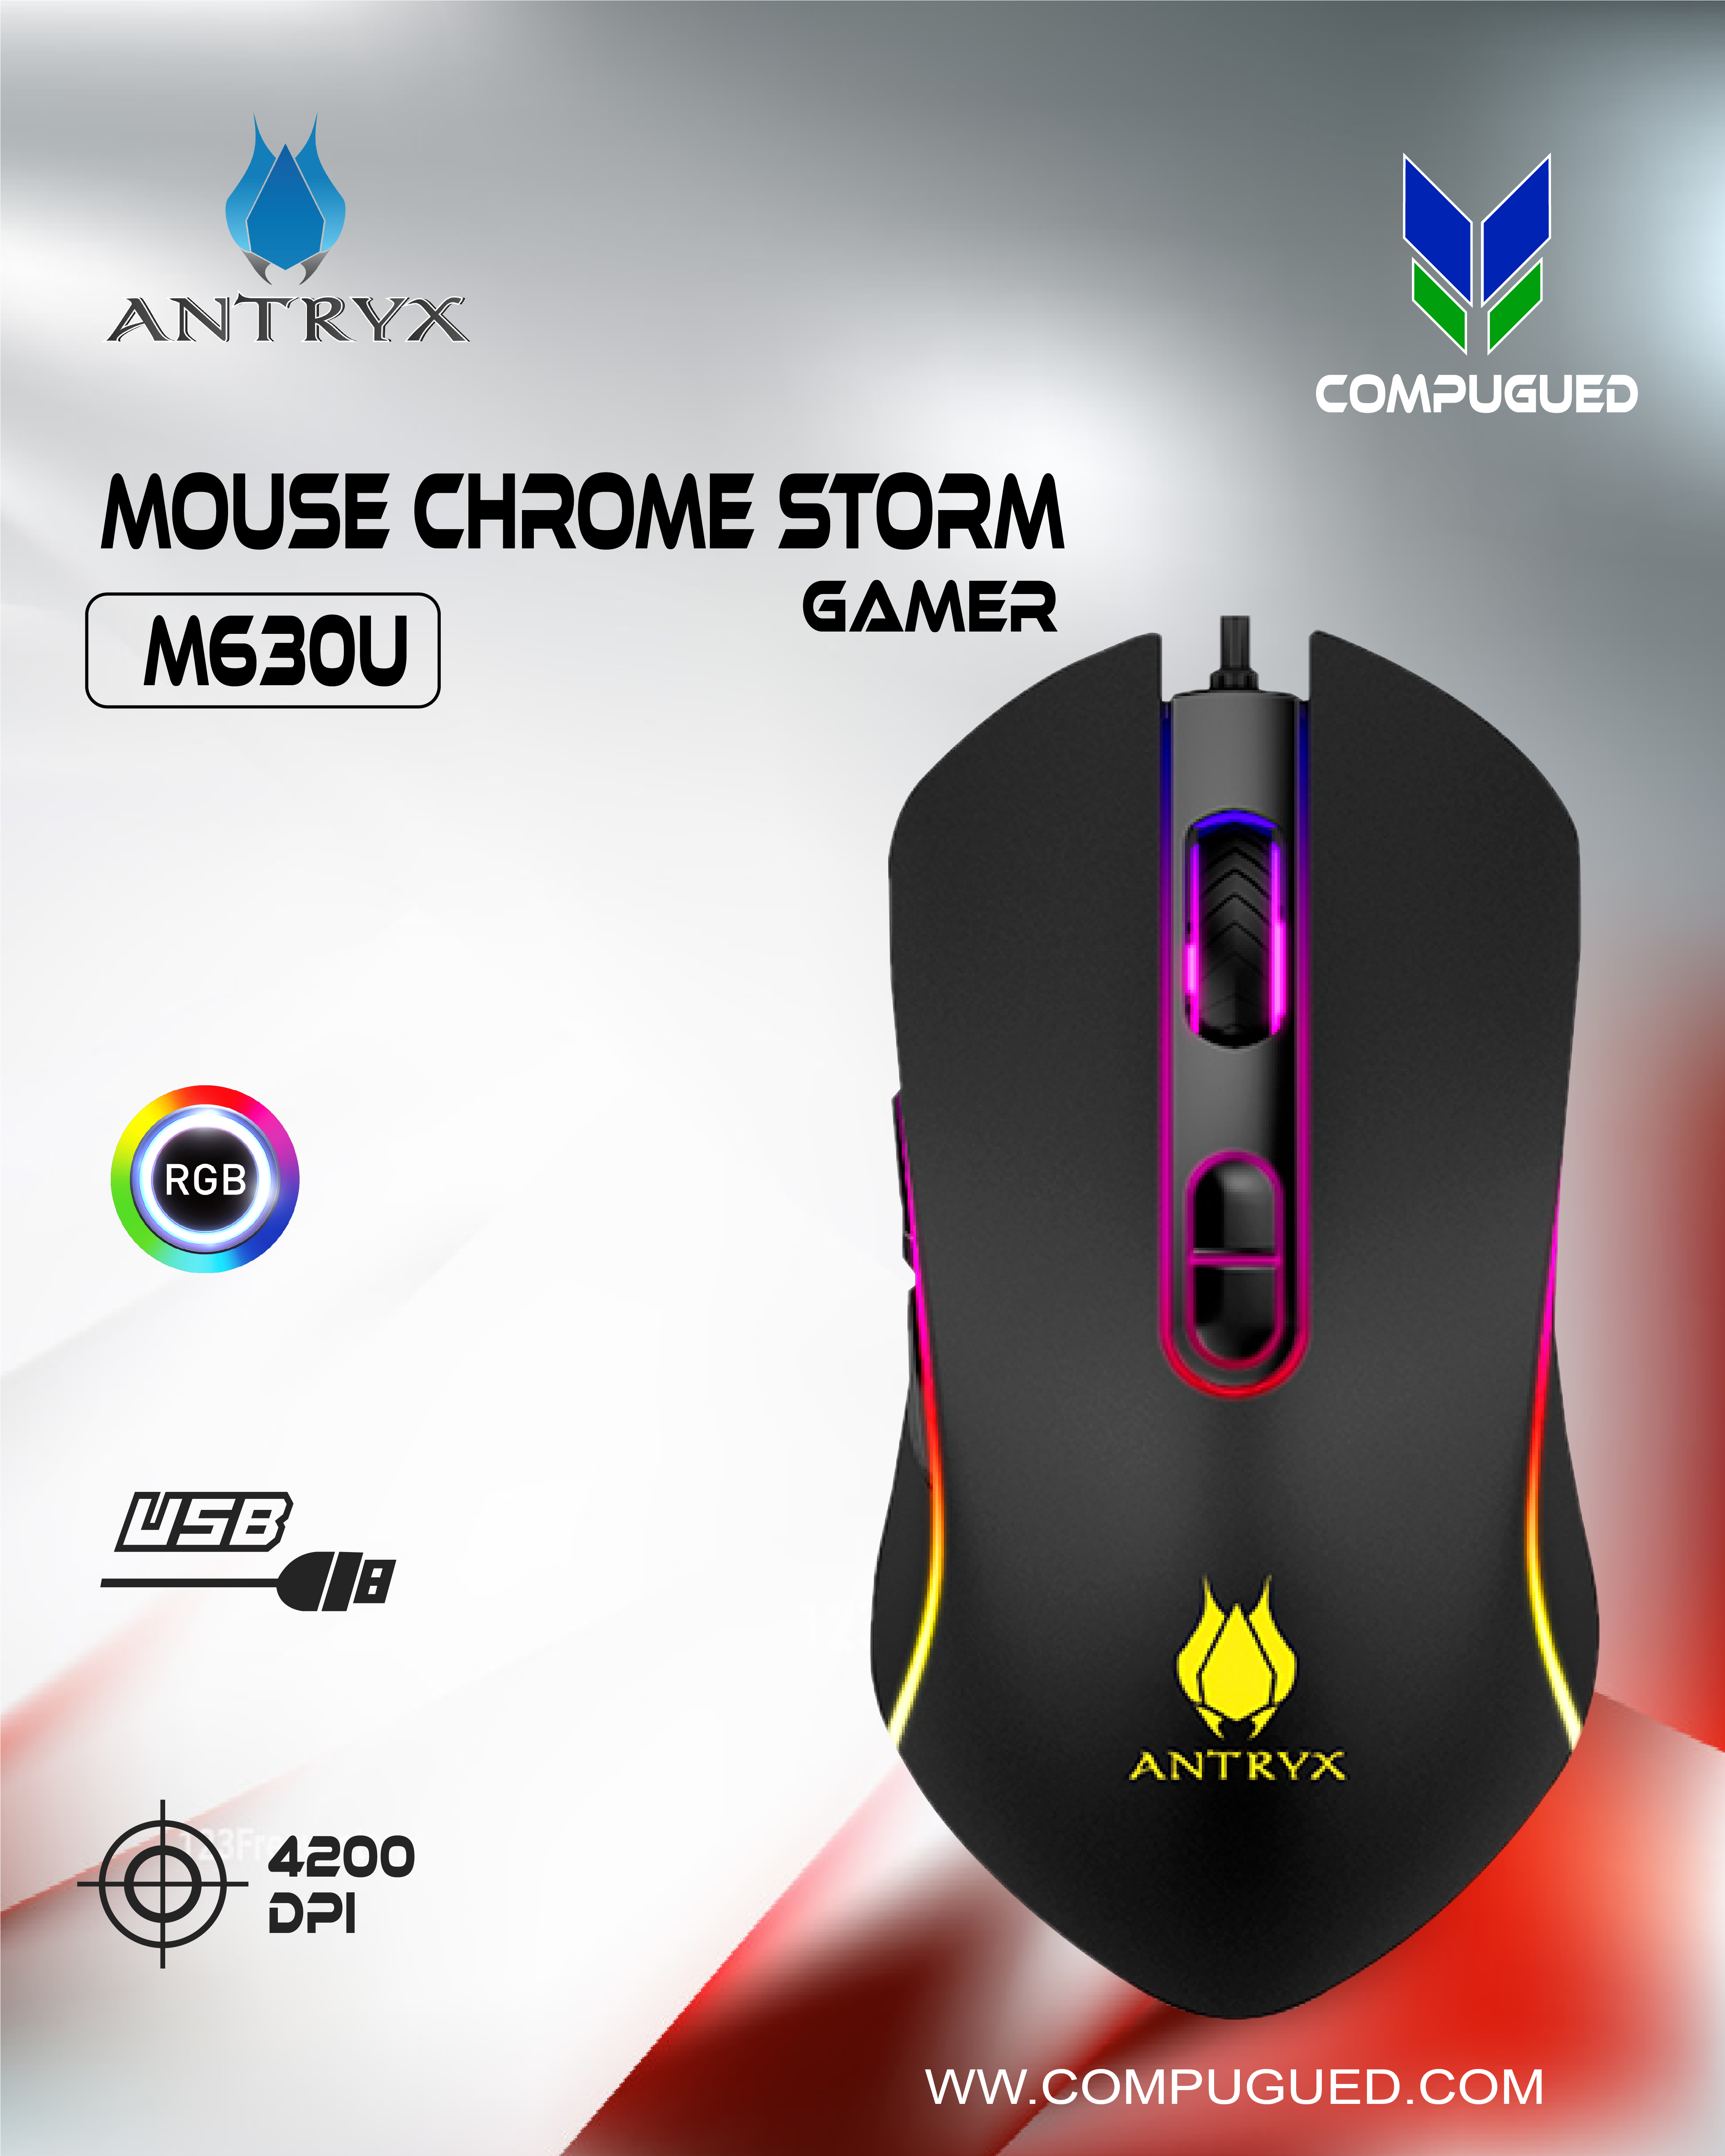 ANTRYX
COMPUGUED
MOUSE CHROME STORM
GAMER
M630U
RGB
USB
4200
DPI
ANTRYX
WW.COMPUGUED.COM